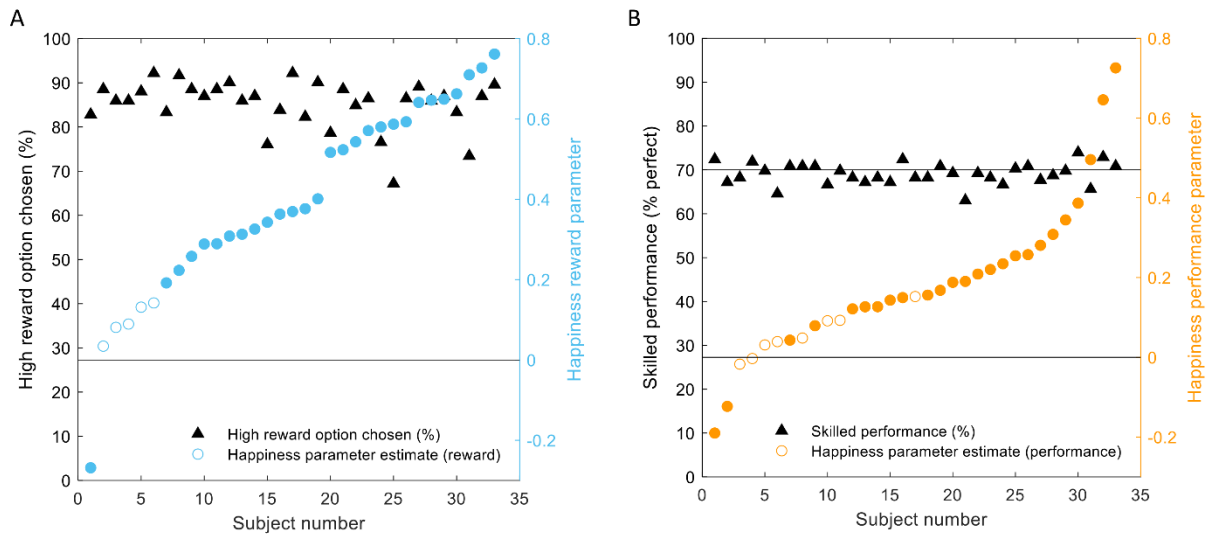 A
100
90
80
70
60
50
40
30
20
10
0
High reward option chosen (%)
0.8
0.6
0.4
0.2
0
-0.2
Happiness reward parameter
High reward option chosen (%)
Happiness parameter estimate (reward)
0 5 10 15 20 25 30 35
Subject number
B
100
90
80
70
60
50
40
30
20
10
0
Skilled performance (% perfect)
0.8
0.6
0.4
0.2
0
-0.2
Happiness performance parameter
Skilled performance (%)
Happiness parameter estimate (performance)
0 5 10 15 20 25 30 35
Subject number